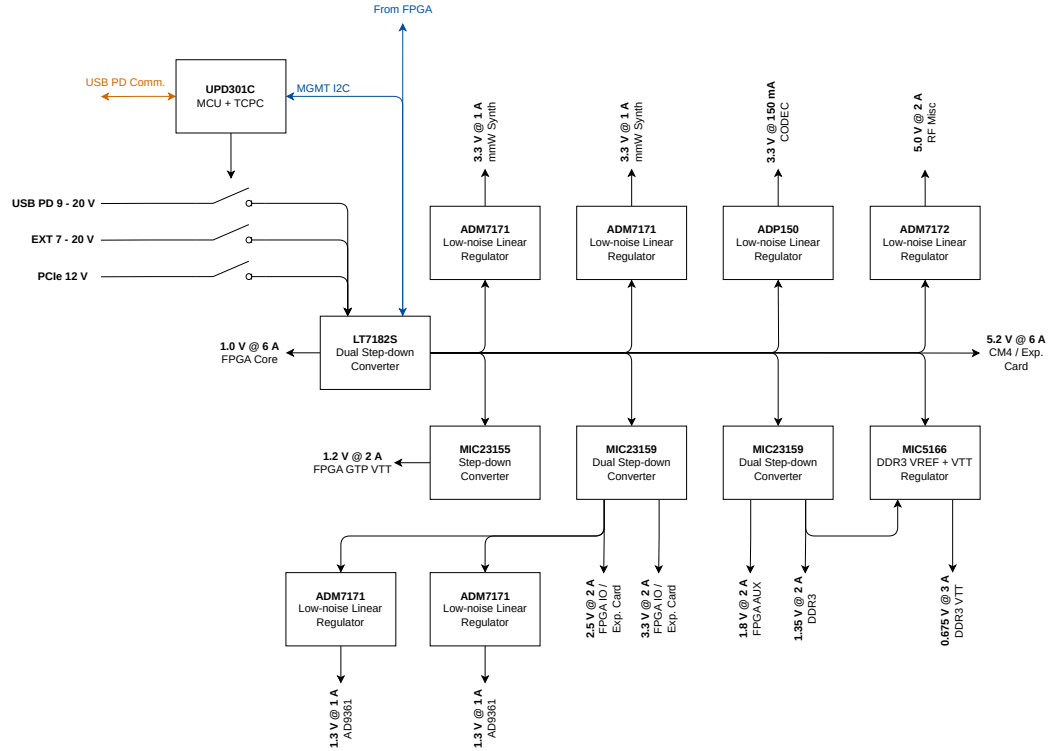 From FPGA
USB PD Comm.
UPD301C
MCU + TCPC
MGMT I2C
3.3 V @ 1 A
mmW Synth
3.3 V @ 1 A
mmW Synth
3.3 V @ 150 mA
CODEC
5.0 V @ 2 A
RF Misc
USB PD 9 - 20 V
EXT 7 - 20 V
PCIe 12 V
ADM7171
Low-noise Linear
Regulator
ADM7171
Low-noise Linear
Regulator
ADP150
Low-noise Linear
Regulator
ADM7172
Low-noise Linear
Regulator
1.0 V @ 6 A
FPGA Core
LT7182S
Dual Step-down
Converter
5.2 V @ 6 A
CM4 / Exp.
Card
1.2 V @ 2 A
FPGA GTP VTT
MIC23155
Step-down
Converter
MIC23159
Dual Step-down
Converter
MIC23159
Dual Step-down
Converter
MIC5166
DDR3 VREF + VTT
Regulator
ADM7171
Low-noise Linear
Regulator
ADM7171
Low-noise Linear
Regulator
2.5 V @ 2 A
FPGA IO /
Exp. Card
3.3 V @ 2 A
FPGA IO /
Exp. Card
1.8 V @ 2 A
FPGA AUX
1.35 V @ 2 A
DDR3
0.675 V @ 3 A
DDR3 VTT
1.3 V @ 1 A
AD9361
1.3 V @ 1 A
AD9361